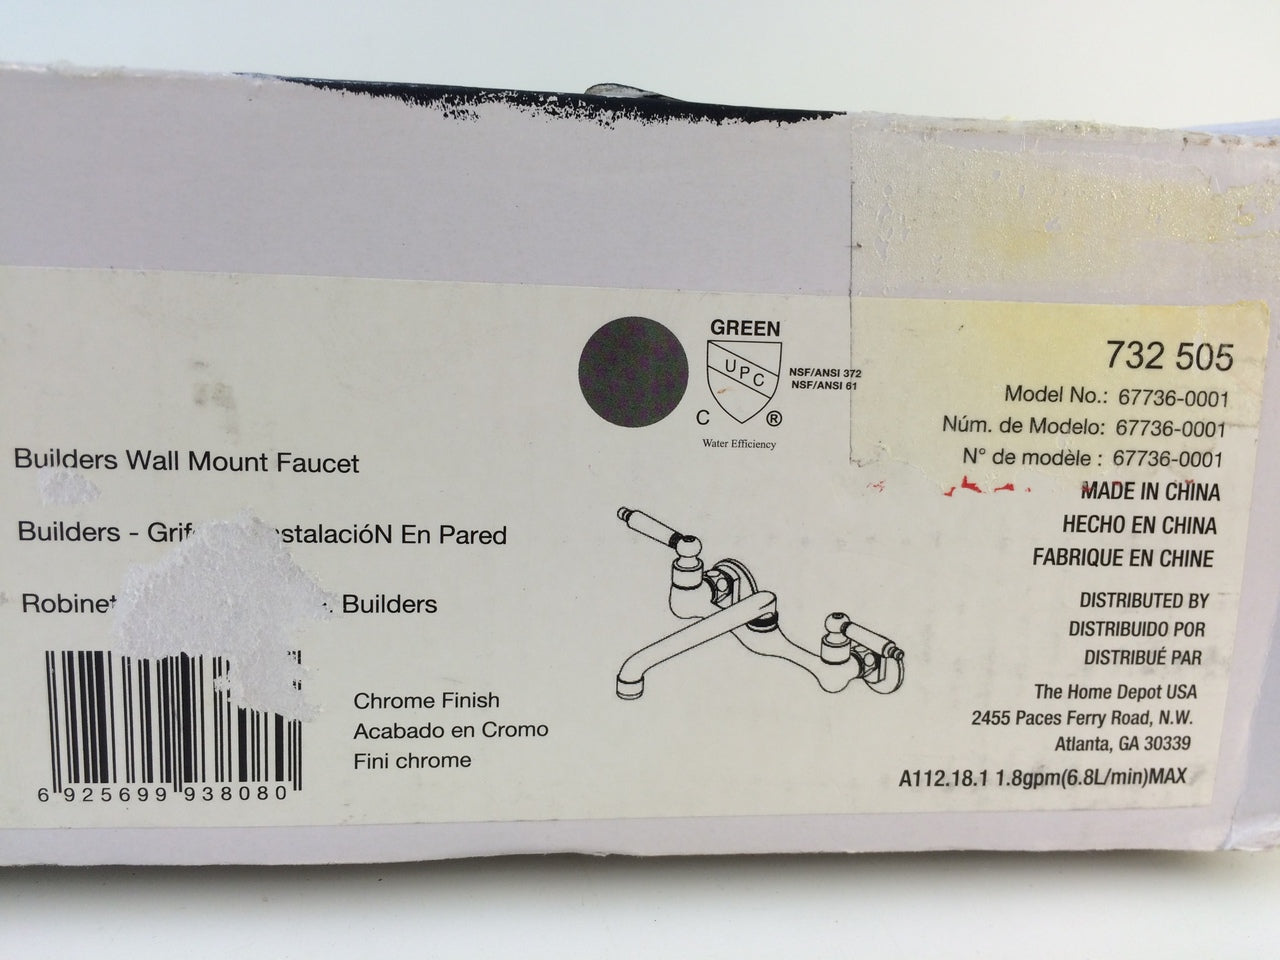 GREEN
UPC
C ®
Water Efficiency
NSF/ANSI 372
NSF/ANSI 61
732 505
Model No.: 67736-0001
Núm. de Modelo: 67736-0001
N° de modèle : 67736-0001
MADE IN CHINA
HECHO EN CHINA
FABRIQUE EN CHINE
DISTRIBUTED BY
DISTRIBUIDO POR
DISTRIBUÉ PAR
The Home Depot USA
2455 Paces Ferry Road, N.W.
Atlanta, GA 30339
A112.18.1 1.8gpm(6.8L/min)MAX
Builders Wall Mount Faucet
Builders - En Pared
Builders
Chrome Finish
Acabado en Cromo
Fini chrome
6 925699 938080